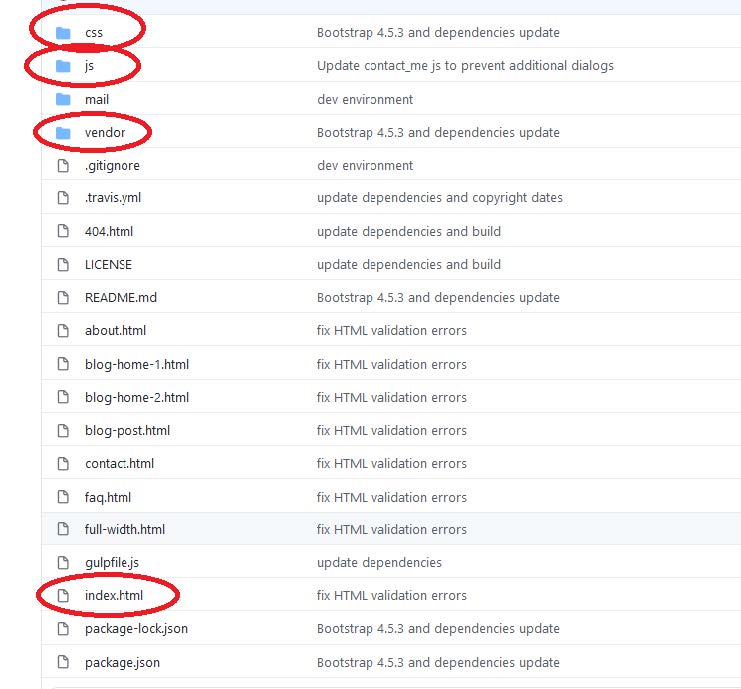 css Bootstrap 4.5.3 and dependencies update
js Update contact_me js to prevent additional dialogs
mail dev environment
vendor Bootstrap 4.5.3 and dependencies update
.gitignore dev environment
.travis.yml update dependencies and copyright dates
404.html update dependencies and build
LICENSE update dependencies and build
README.md Bootstrap 4.5.3 and dependencies update
about.html fix HTML validation errors
blog-home-1.html fix HTML validation errors
blog-home-2.html fix HTML validation errors
blog-post.html fix HTML validation errors
contact.html fix HTML validation errors
faq.html fix HTML validation errors
full-width.html fix HTML validation errors
gulpfile.js update dependencies
index.html fix HTML validation errors
package-lock.json Bootstrap 4.5.3 and dependencies update
package.json Bootstrap 4.5.3 and dependencies update